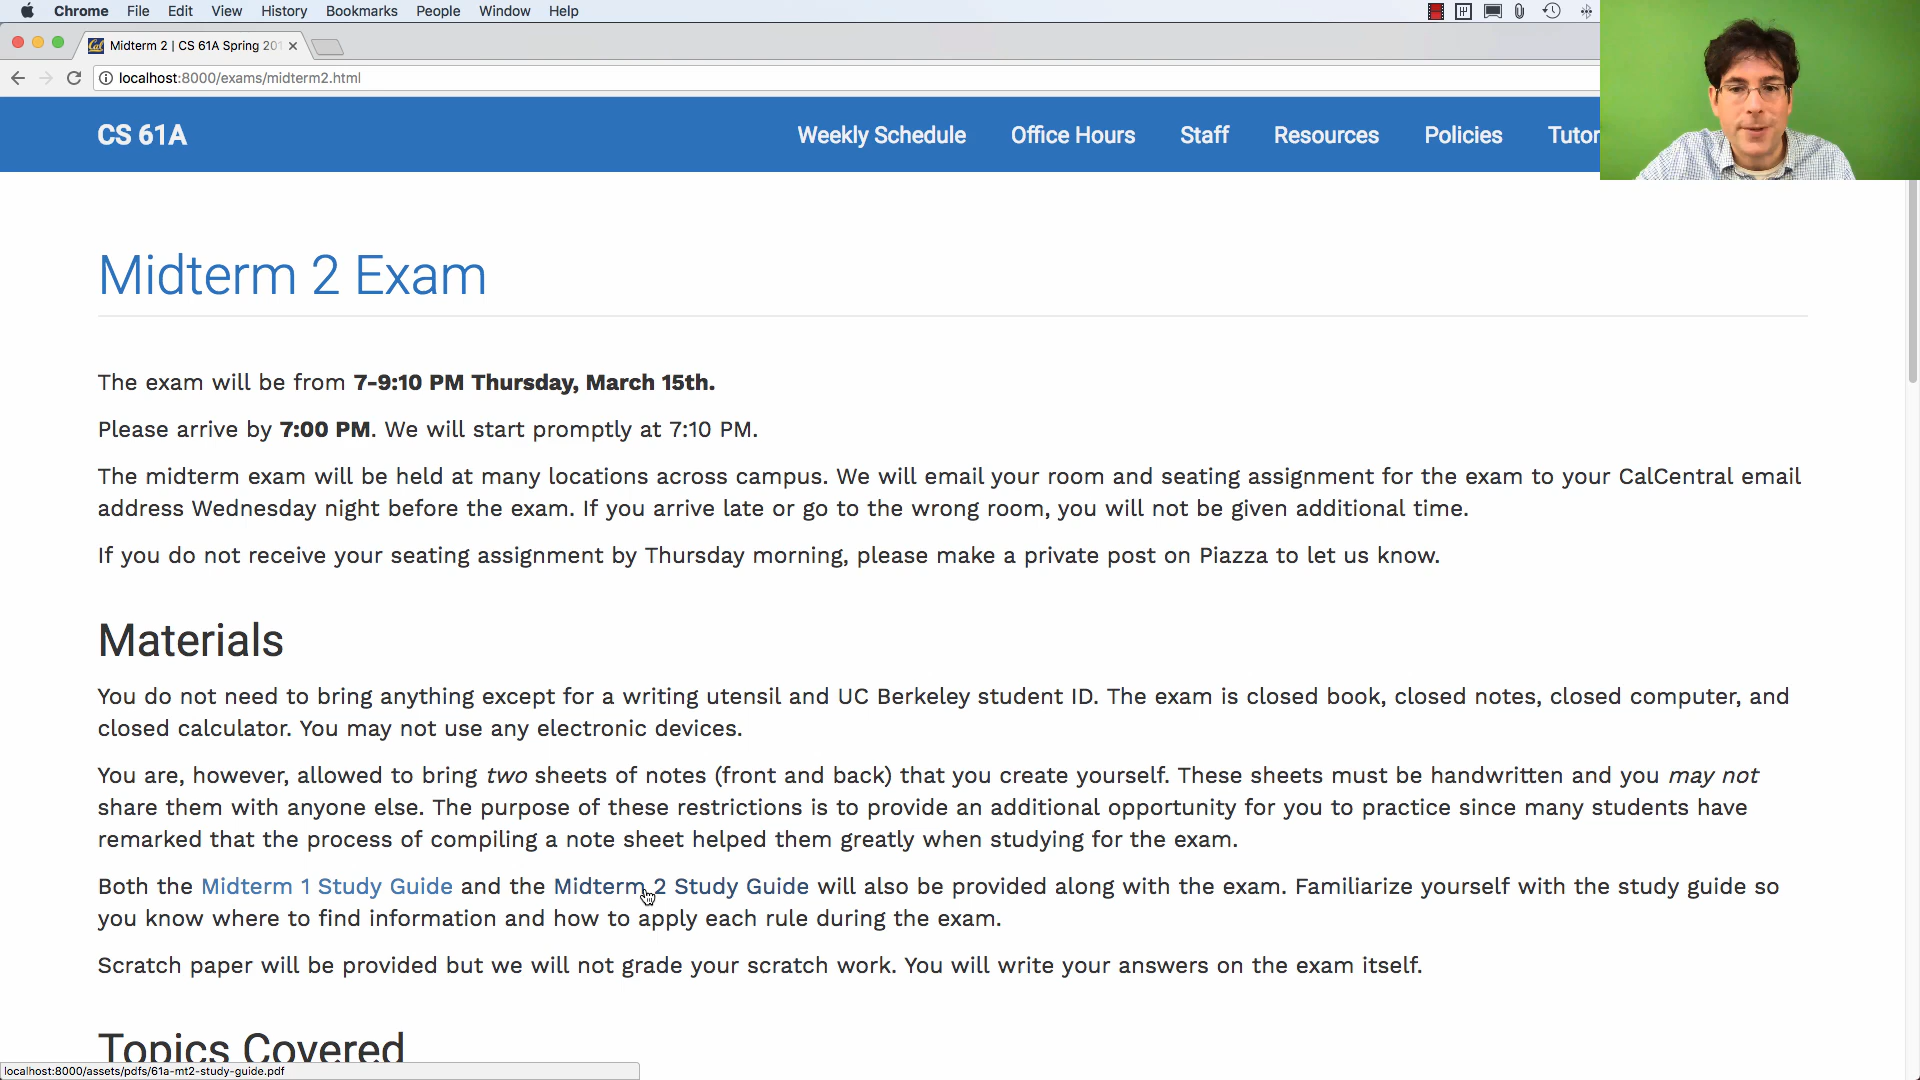 Chrome File Edit View History Bookmarks People Window Help
Midterm 2 | CS 61A Spring 201
localhost:8000/exams/midterm2.html
CS 61A
Weekly Schedule Office Hours Staff Resources Policies Tutor
Midterm 2 Exam
The exam will be from 7-9:10 PM Thursday, March 15th.
Please arrive by 7:00 PM. We will start promptly at 7:10 PM.
The midterm exam will be held at many locations across campus. We will email your room and seating assignment for the exam to your CalCentral email
address Wednesday night before the exam. If you arrive late or go to the wrong room, you will not be given additional time.
If you do not receive your seating assignment by Thursday morning, please make a private post on Piazza to let us know.
Materials
You do not need to bring anything except for a writing utensil and UC Berkeley student ID. The exam is closed book, closed notes, closed computer, and
closed calculator. You may not use any electronic devices.
You are, however, allowed to bring two sheets of notes (front and back) that you create yourself. These sheets must be handwritten and you may not
share them with anyone else. The purpose of these restrictions is to provide an additional opportunity for you to practice since many students have
remarked that the process of compiling a note sheet helped them greatly when studying for the exam.
Both the Midterm 1 Study Guide and the Midterm 2 Study Guide will also be provided along with the exam. Familiarize yourself with the study guide so
you know where to find information and how to apply each rule during the exam.
Scratch paper will be provided but we will not grade your scratch work. You will write your answers on the exam itself.
Topics Covered
localhost:8000/assets/pdfs/61a-mt2-study-guide.pdf